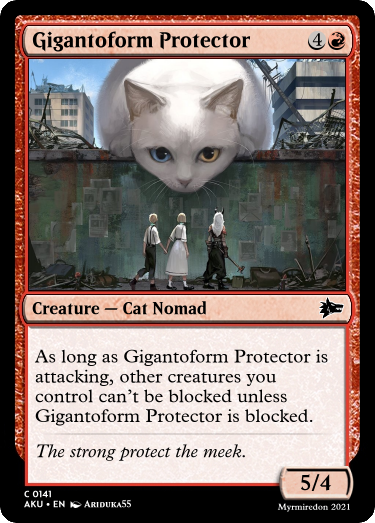 Gigantoform Protector 4
Creature — Cat Nomad
As long as Gigantoform Protector is
attacking, other creatures you
control can't be blocked unless
Gigantoform Protector is blocked.
The strong protect the meek.
5/4
C 0141
AKU • EN Ariduka55
Myrmiredon 2021